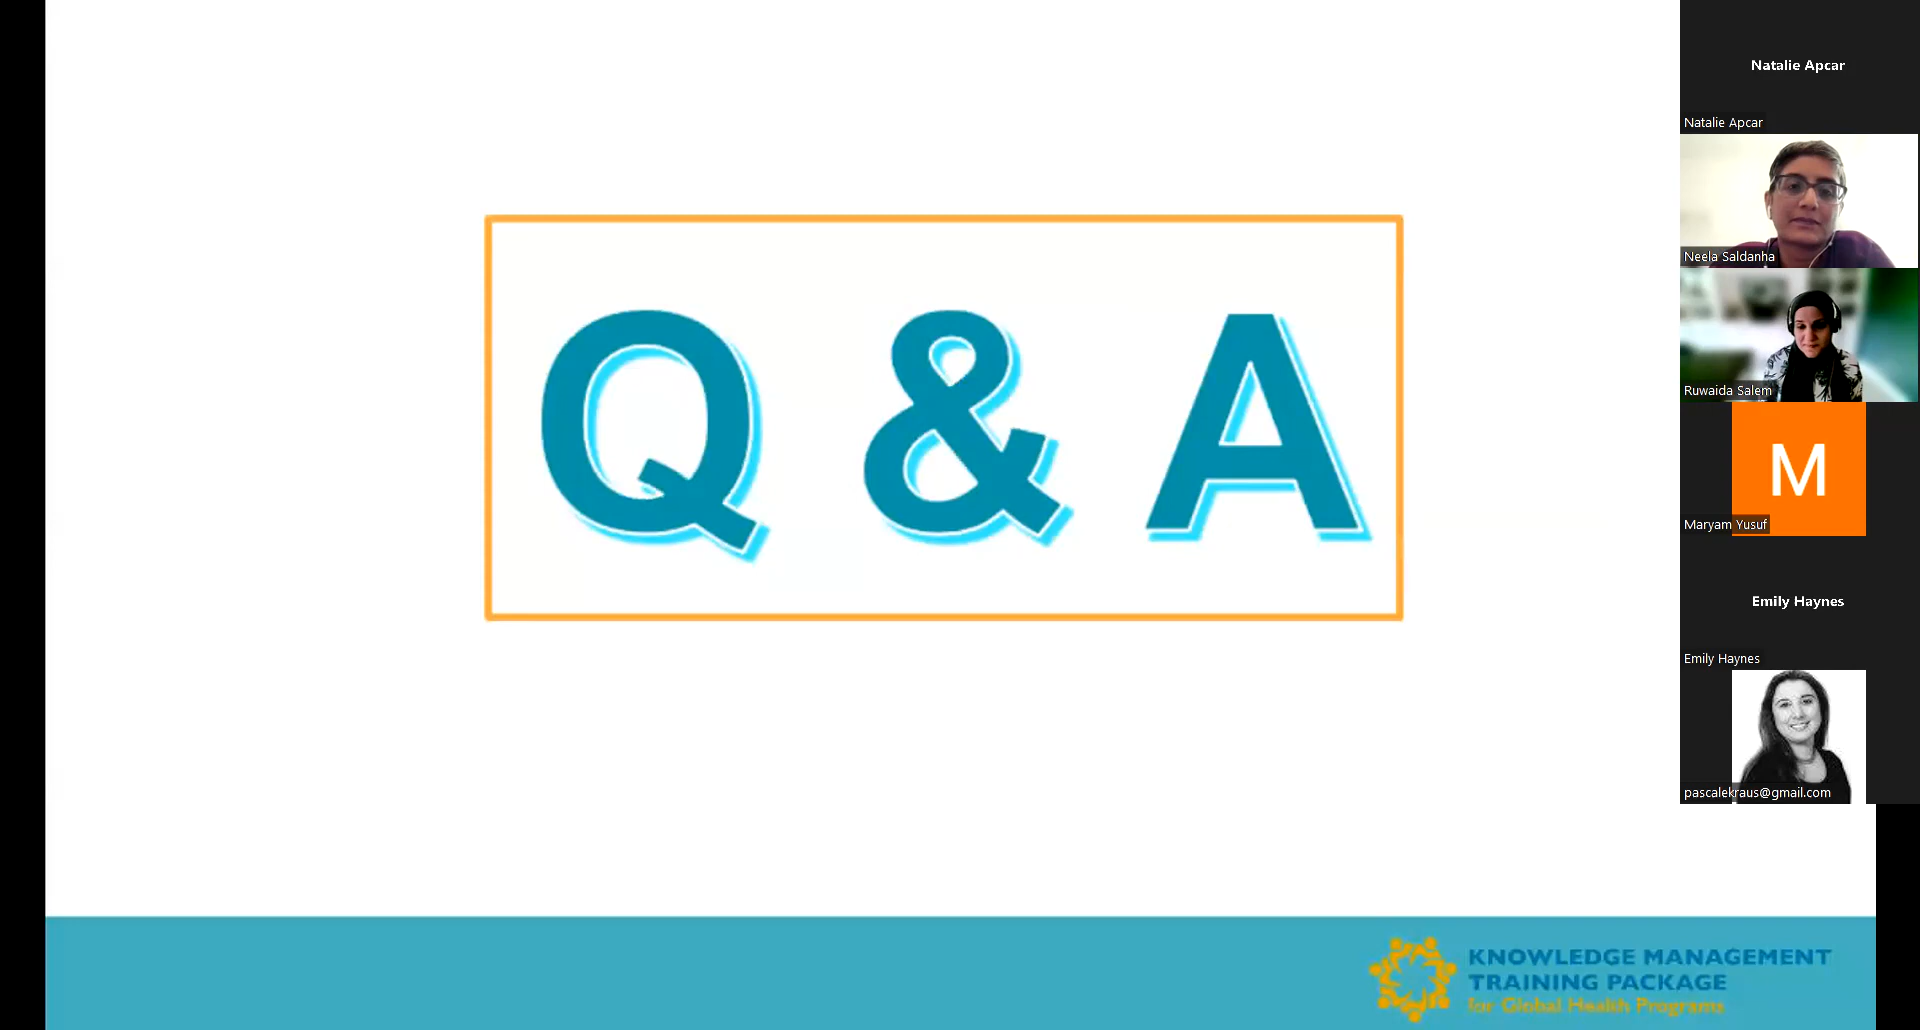 Q & A
KNOWLEDGE MANAGEMENT
TRAINING PACKAGE
for Global Health Programs
Natalie Apcar
Natalie Apcar
Neela Saldanha
Ruwaida Salem
M
Maryam Yusuf
Emily Haynes
Emily Haynes
pascalekraus@gmail.com